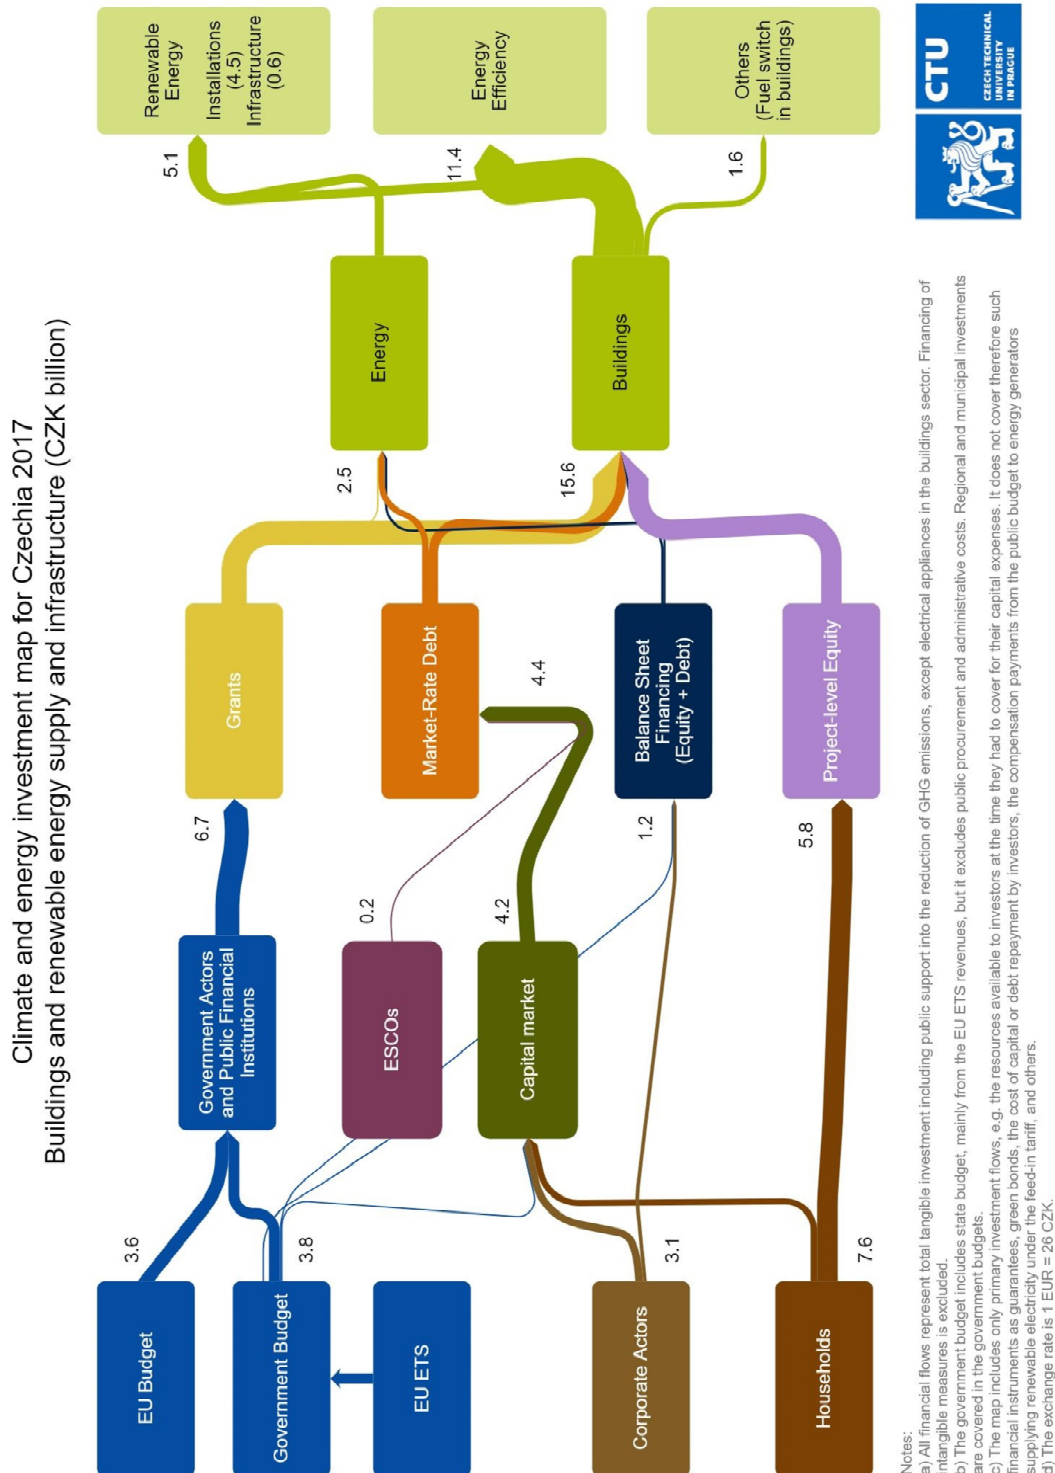 Climate and energy investment map for Czechia 2017
Buildings and renewable energy supply and infrastructure (CZK billion)
EU Budget
3.6
Government Budget
3.8
EU ETS
Corporate Actors
3.1
Households
7.6
Government Actors
and Public Financial
Institutions
6.7
ESCOs
0.2
Capital market
4.2
Grants
Market-Rate Debt
4.4
Balance Sheet
Financing
(Equity + Debt)
1.2
Project-level Equity
5.8
Energy
2.5
Buildings
15.6
Renewable
Energy
Installations
(4.5)
Infrastructure
(0.6)
5.1
Energy
Efficiency
11.4
Others
(Fuel switch
in buildings)
1.6
Notes:
a) All financial flows represent total tangible investment including public support into the reduction of GHG emissions, except electrical appliances in the buildings sector. Financing of
intangible measures is excluded.
b) The government budget includes state budget, mainly from the EU ETS revenues, but it excludes public procurement and administrative costs. Regional and municipal investments
are covered in the government budgets.
c) The map includes only primary investment flows, e.g. the resources available to investors at the time they had to cover for their capital expenses. It does not cover therefore such
financial instruments as guarantees, green bonds, the cost of capital or debt repayment by investors, the compensation payments from the public budget to energy generators
supplying renewable electricity under the feed-in tariff, and others.
d) The exchange rate is 1 EUR = 26 CZK.
CTU
CZECH TECHNICAL
UNIVERSITY
IN PRAGUE